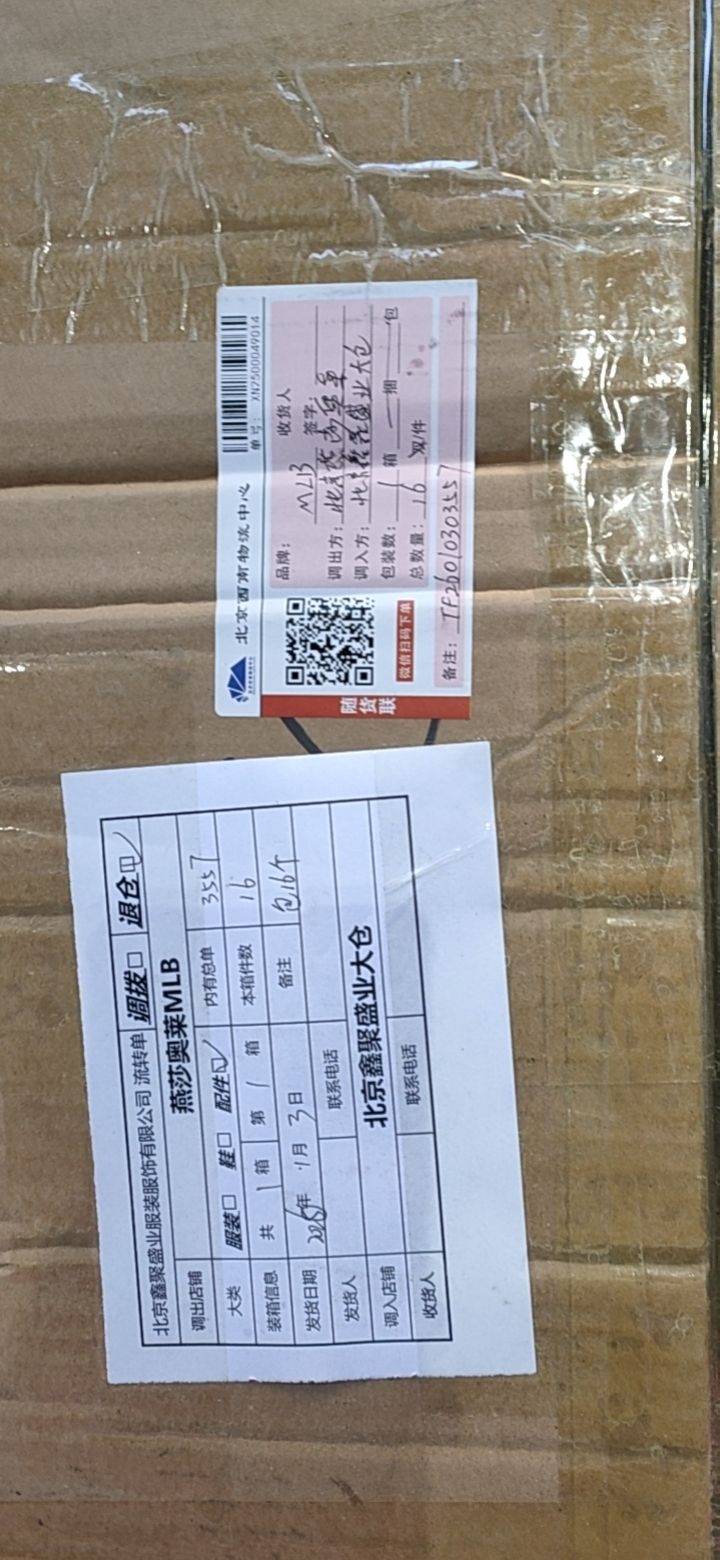 北京西南物流中心
单号: XN2500049014
品牌: MLB 收货人
签字:
调出方:
调入方: 北京鑫聚盛业大仓
包装数: 1 箱 捆 包
总数量: 16 双/件
备注: TF26010303557
微信扫码下单
随货联
北京鑫聚盛业服装服饰有限公司 流转单 调拨□ 退仓□✓
调出店铺 燕莎奥莱MLB
大类 服装□ 鞋□ 配件□✓ 内有总单 3557
装箱信息 共 1 箱 第 1 箱 本箱件数 16
发货日期 2026年 1月 3日 备注 包16个
发货人 联系电话
调入店铺 北京鑫聚盛业大仓
收货人 联系电话